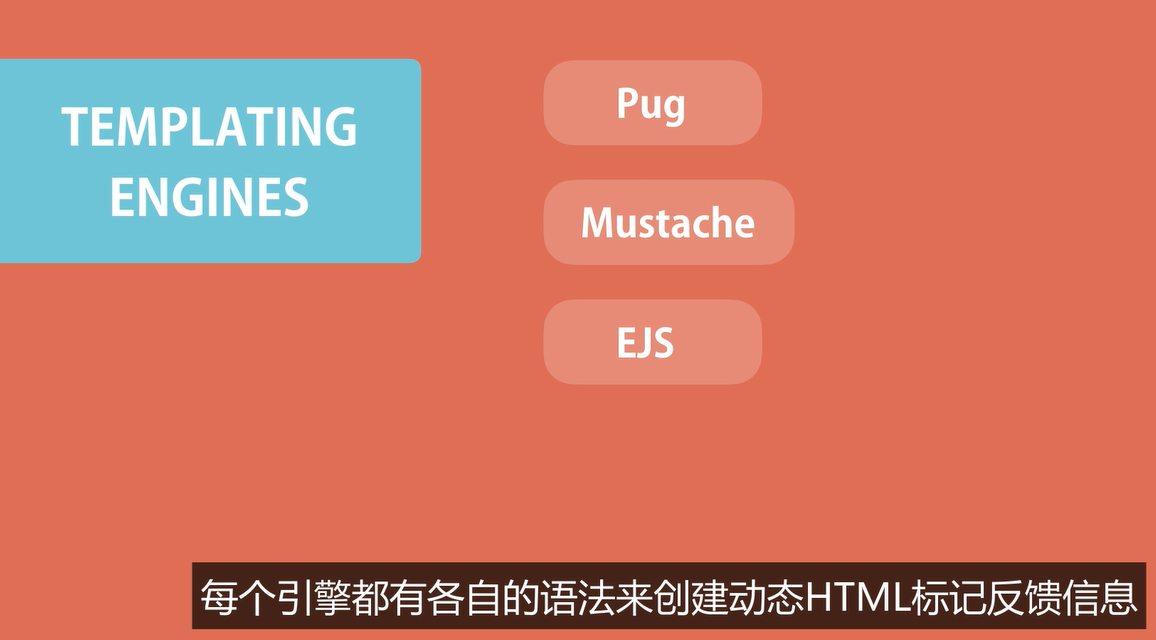 TEMPLATING
ENGINES
Pug
Mustache
EJS
每个引擎都有各自的语法来创建动态HTML标记反馈信息